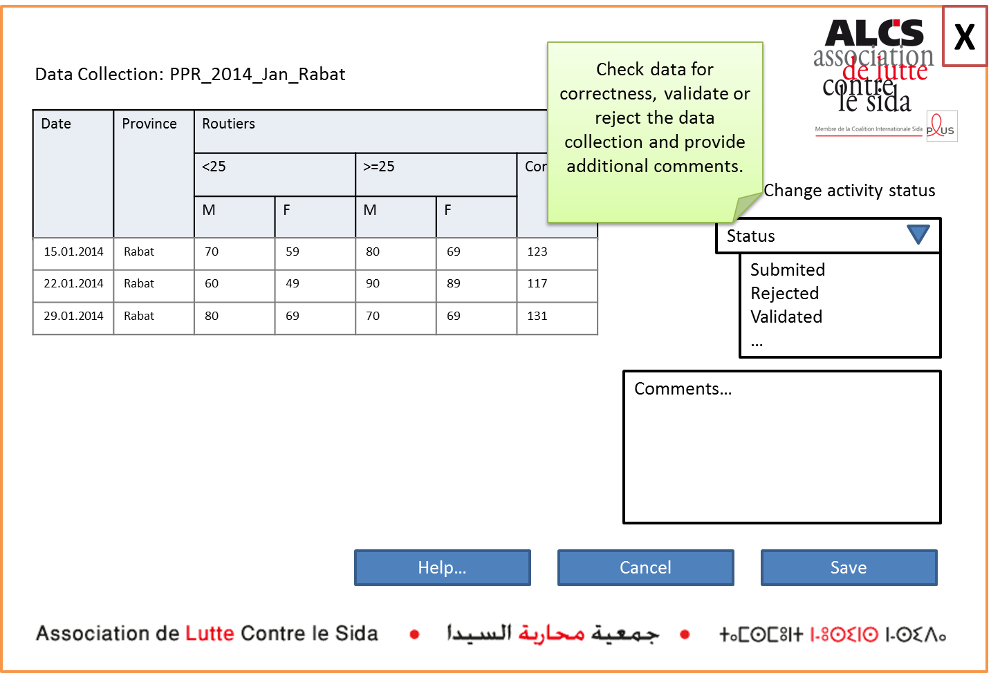 ALCS
association
de lutte
contre
le sida
Membre de la Coalition Internationale Sida
PLUS
X
Data Collection: PPR_2014_Jan_Rabat
Check data for
correctness, validate or
reject the data
collection and provide
additional comments.
Date Province Routiers
<25 >=25 Con
M F M F
15.01.2014 Rabat 70 59 80 69 123
22.01.2014 Rabat 60 49 90 89 117
29.01.2014 Rabat 80 69 70 69 131
Change activity status
Status
Submited
Rejected
Validated
...
Comments...
Help... Cancel Save
Association de Lutte Contre le Sida • جمعية محاربة السيدا • ⵜⴰⵎⵙⵎⵓⵏⵜ ⵏ ⵓⵙⵉⵏⵙ ⵏ ⵙⵉⴷⴰ